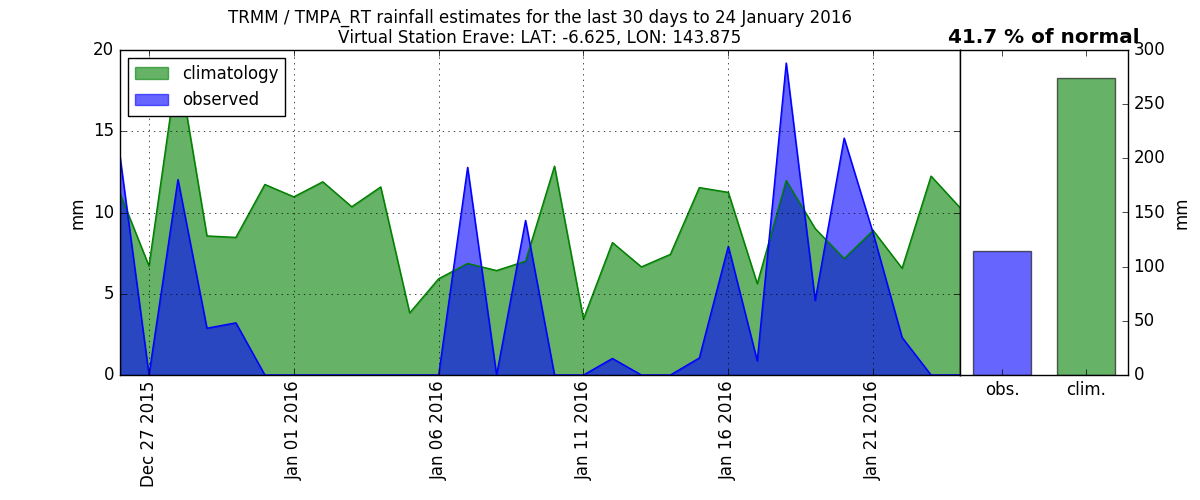 TRMM / TMPA_RT rainfall estimates for the last 30 days to 24 January 2016
Virtual Station Erave: LAT: -6.625, LON: 143.875
41.7 % of normal
climatology
observed
20
15
10
5
0
mm
Dec 27 2015
Jan 01 2016
Jan 06 2016
Jan 11 2016
Jan 16 2016
Jan 21 2016
obs.
clim.
300
250
200
150
100
50
0
mm